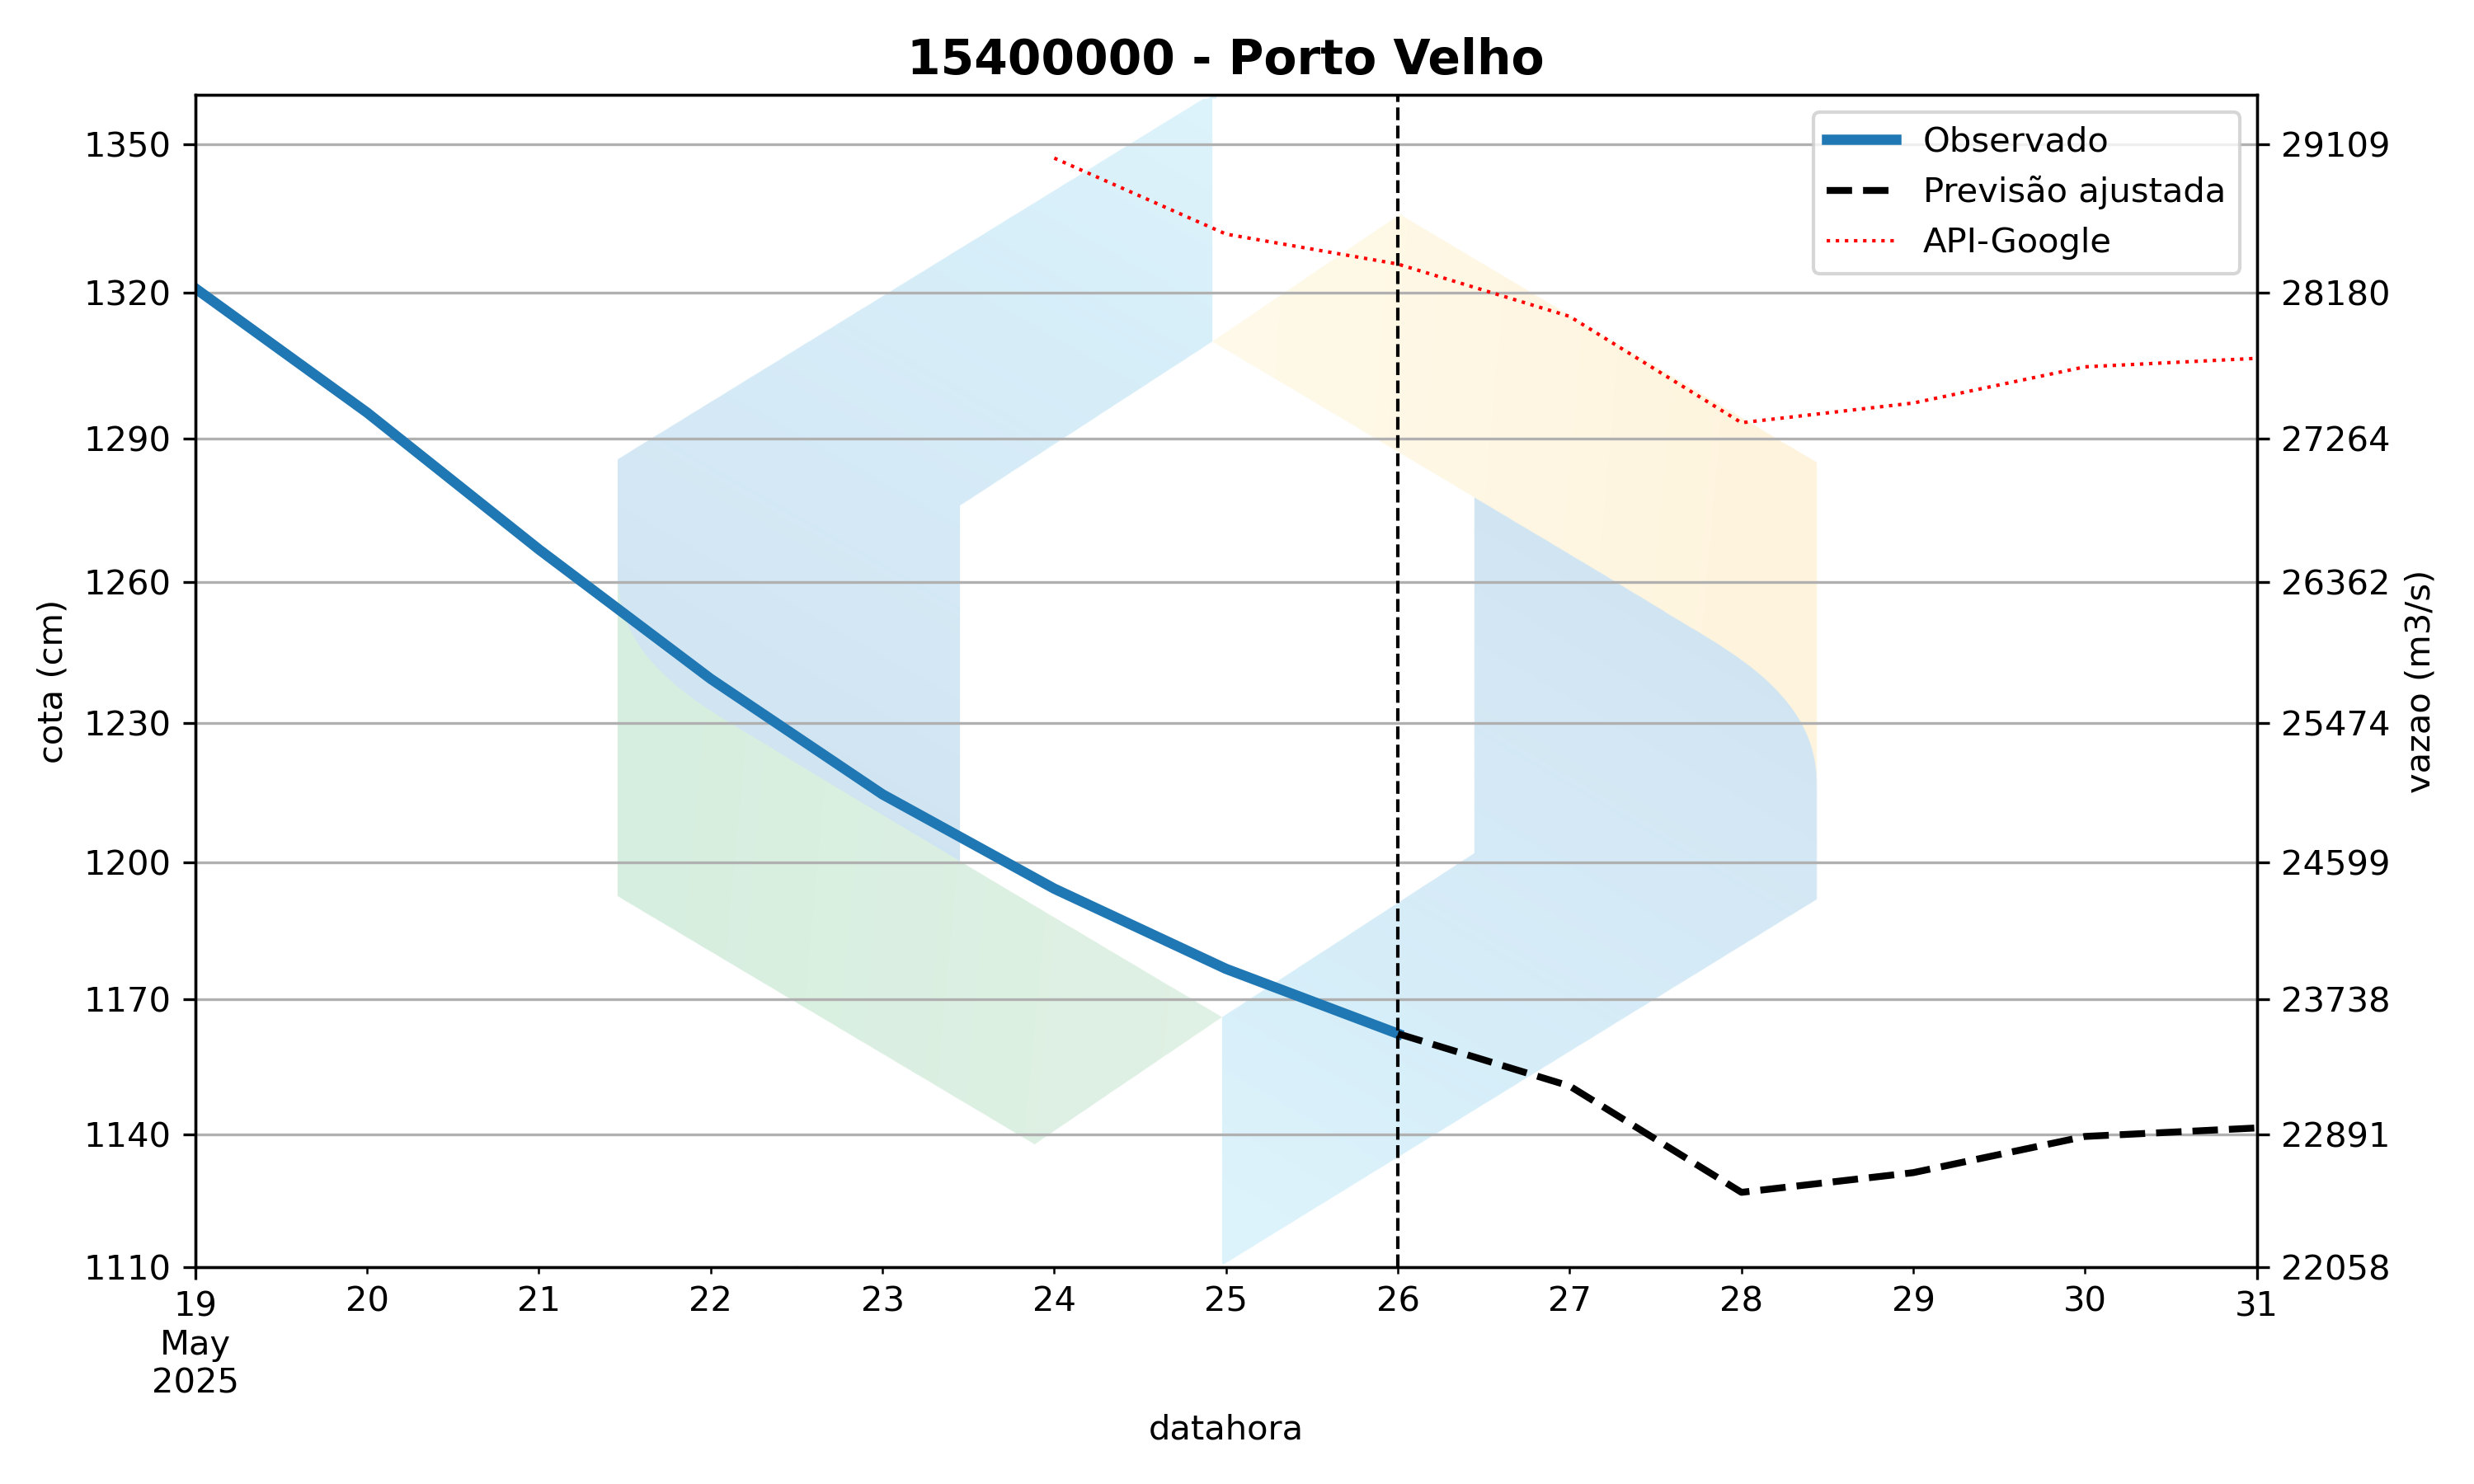 15400000 - Porto Velho
Observado
Previsão ajustada
API-Google
1350
1320
1290
1260
1230
1200
1170
1140
1110
cota (cm)
29109
28180
27264
26362
25474
24599
23738
22891
22058
vazao (m3/s)
19 20 21 22 23 24 25 26 27 28 29 30 31
May
2025
datahora